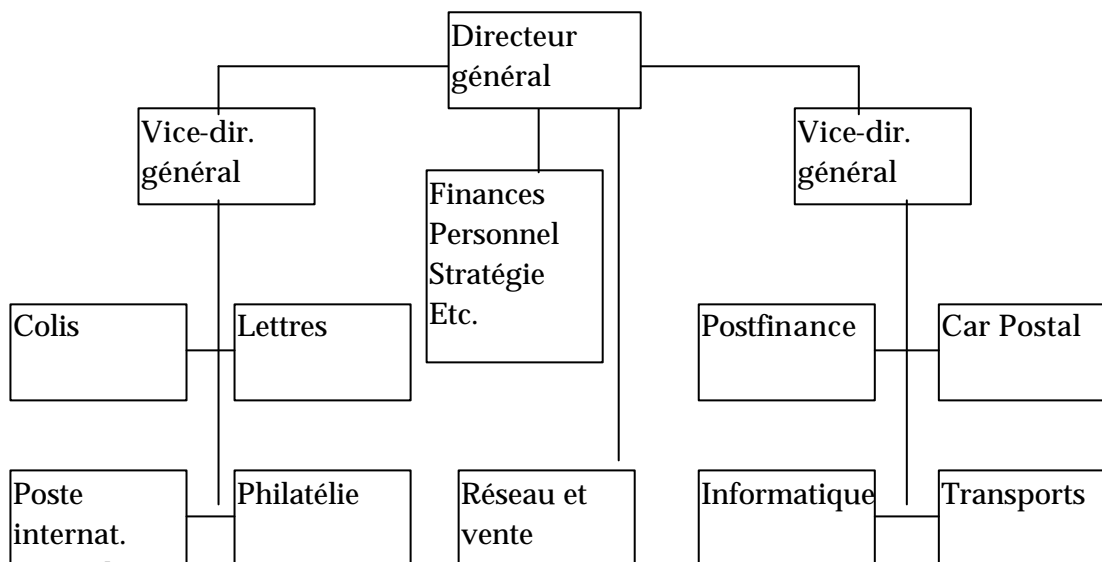 Directeur
général
Vice-dir.
général
Vice-dir.
général
Finances
Personnel
Stratégie
Etc.
Colis
Lettres
Postfinance
Car Postal
Poste
internat.
Philatélie
Réseau et
vente
Informatique
Transports